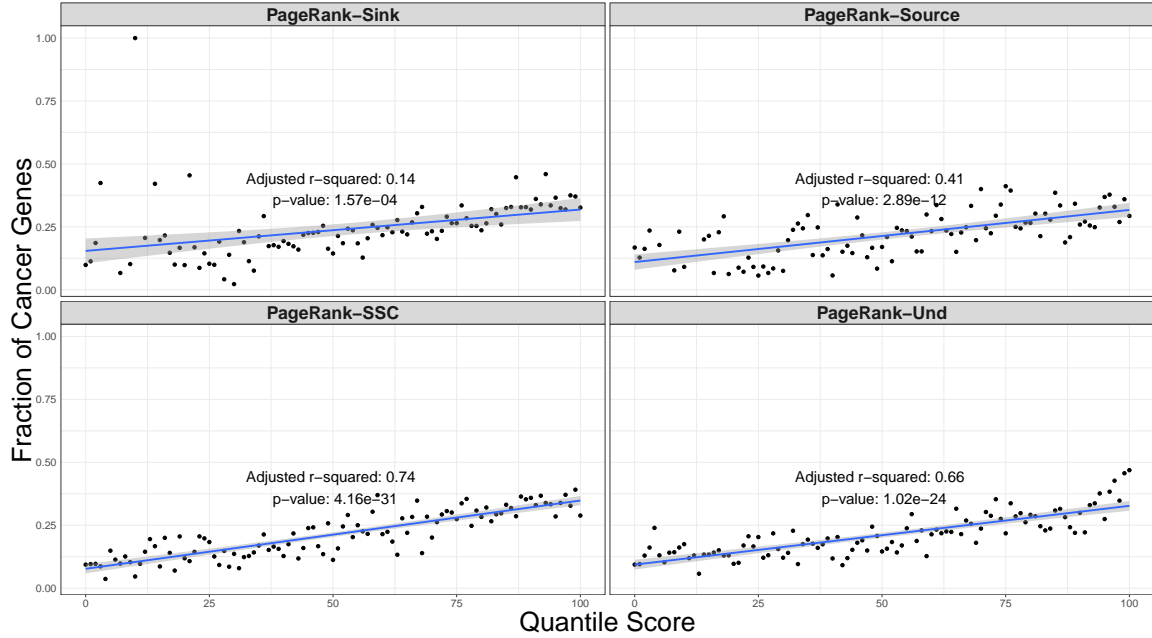 PageRank−Sink
PageRank−Source
1.00
0.75
0.50
0.25
0.00
Adjusted r−squared: 0.14
p−value: 1.57e−04
Adjusted r−squared: 0.41
p−value: 2.89e−12
Fraction of Cancer Genes
PageRank−SSC
PageRank−Und
1.00
0.75
0.50
0.25
0.00
Adjusted r−squared: 0.74
p−value: 4.16e−31
Adjusted r−squared: 0.66
p−value: 1.02e−24
0 25 50 75 100
0 25 50 75 100
Quantile Score